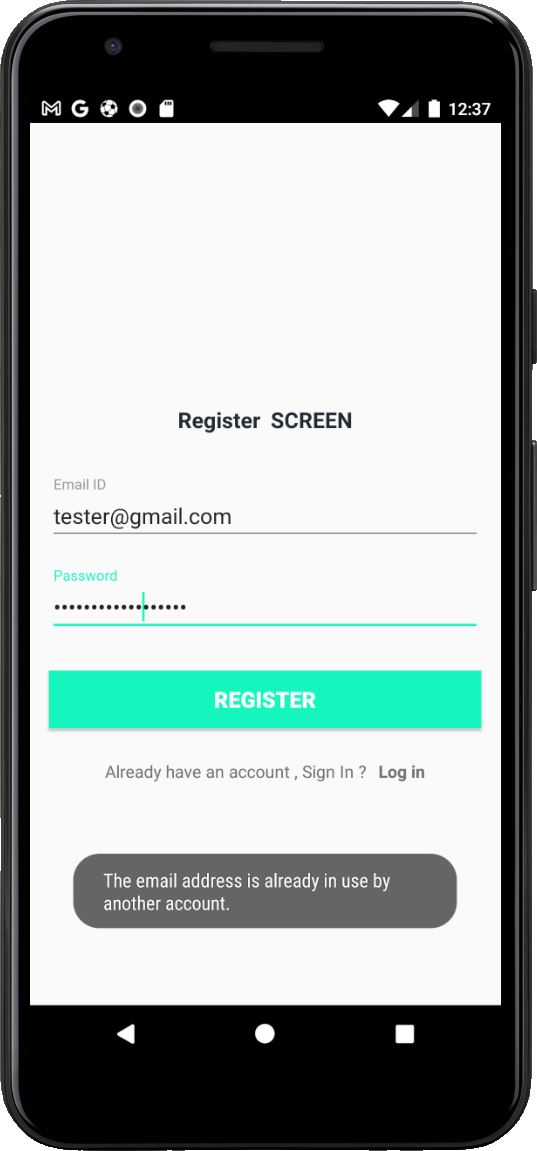 12:37
Register SCREEN
Email ID
tester@gmail.com
Password
••••••••••••••••••
REGISTER
Already have an account , Sign In ? Log in
The email address is already in use by
another account.